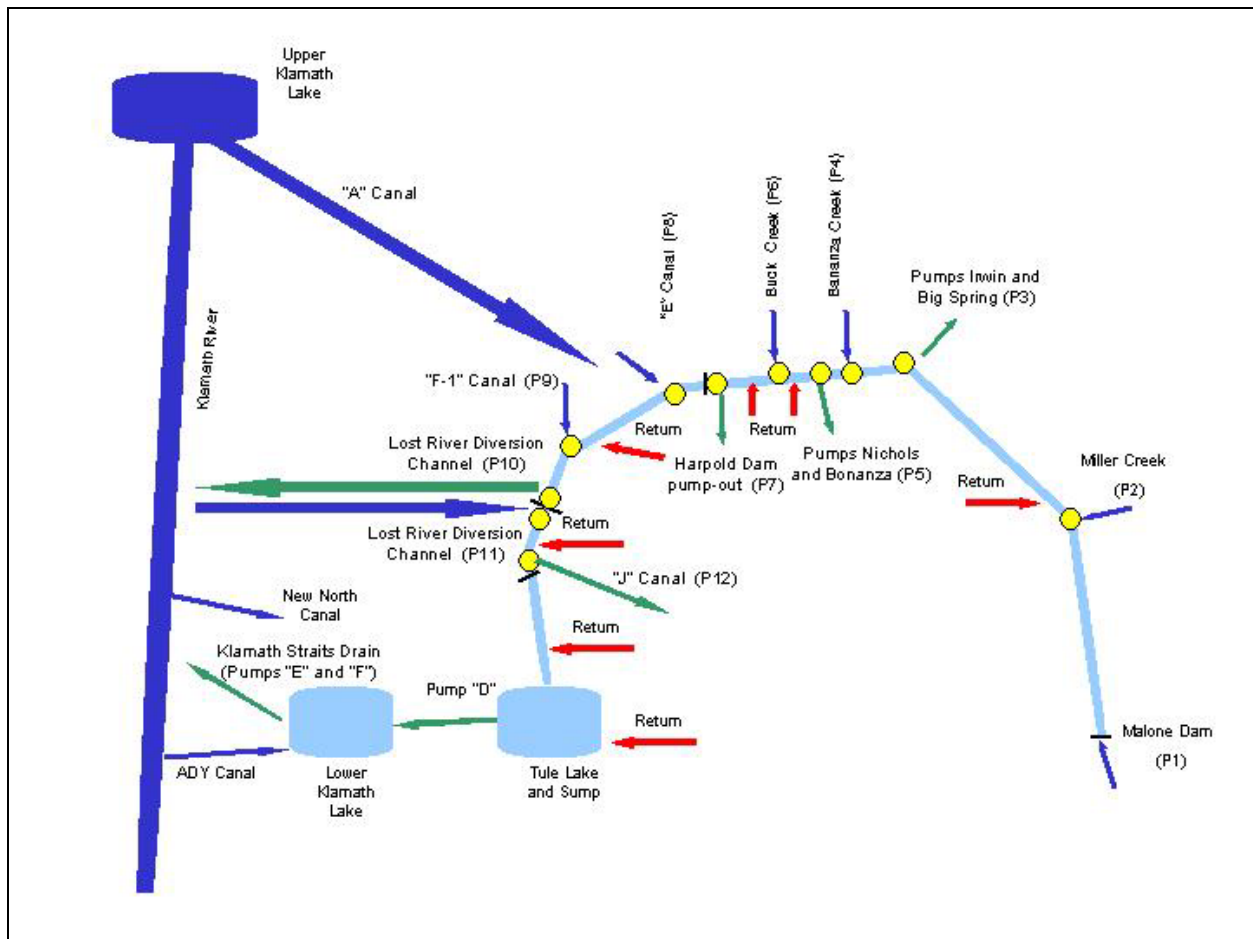 Upper
Klamath
Lake
"A" Canal
Klamath River
"E" Canal (P8)
Buck Creek (P6)
Bananza Creek (P4)
Pumps Irwin and
Big Spring (P3)
"F-1" Canal (P9)
Return
Return
Harpold Dam
pump-out (P7)
Pumps Nichols
and Bonanza (P5)
Lost River Diversion
Channel (P10)
Return
Miller Creek
(P2)
Lost River Diversion
Channel (P11)
Return
"J" Canal (P12)
New North
Canal
Return
Klamath Straits Drain
(Pumps "E" and "F")
Pump "D"
Return
Malone Dam
(P1)
ADY Canal
Lower
Klamath
Lake
Tule Lake
and Sump